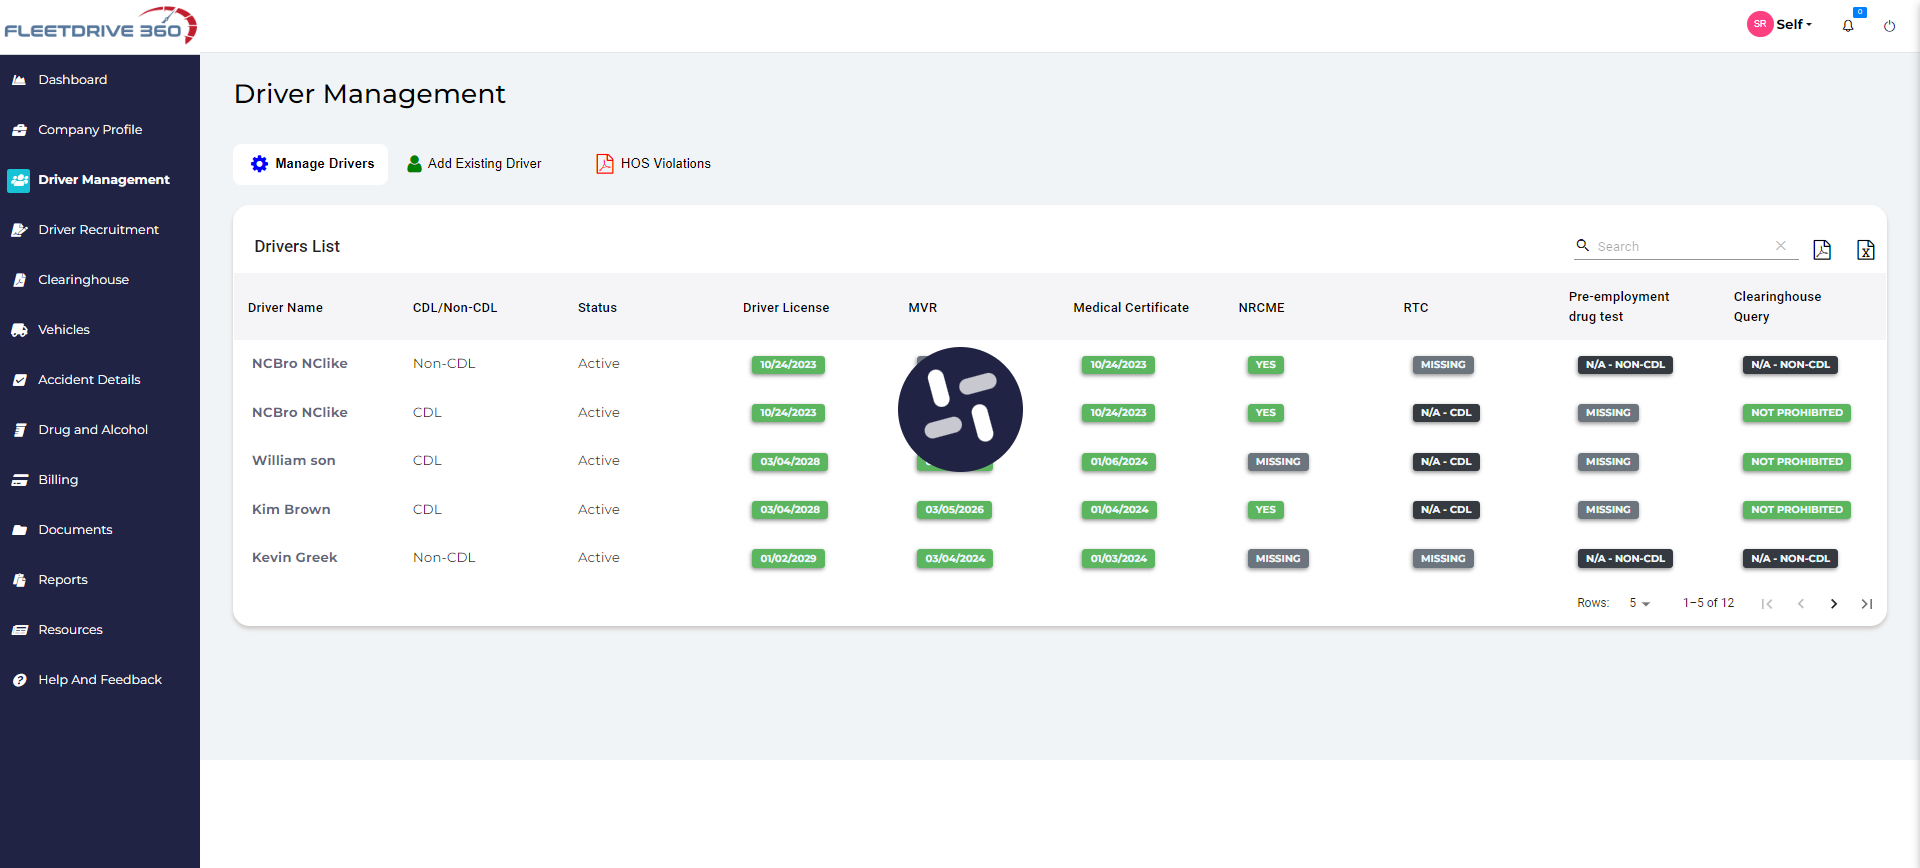 FLEETDRIVE 360
SR Self
0
Dashboard
Company Profile
Driver Management
Driver Recruitment
Clearinghouse
Vehicles
Accident Details
Drug and Alcohol
Billing
Documents
Reports
Resources
Help And Feedback
Driver Management
Manage Drivers Add Existing Driver HOS Violations
Drivers List Search
Driver Name CDL/Non-CDL Status Driver License MVR Medical Certificate NRCME RTC Pre-employment drug test Clearinghouse Query
NCBro NClike Non-CDL Active 10/24/2023 10/24/2023 YES MISSING N/A - NON-CDL N/A - NON-CDL
NCBro NClike CDL Active 10/24/2023 10/24/2023 YES N/A - CDL MISSING NOT PROHIBITED
William son CDL Active 03/04/2028 01/06/2024 MISSING N/A - CDL MISSING NOT PROHIBITED
Kim Brown CDL Active 03/04/2028 03/05/2026 01/04/2024 YES N/A - CDL MISSING NOT PROHIBITED
Kevin Greek Non-CDL Active 01/02/2029 03/04/2024 01/03/2024 MISSING MISSING N/A - NON-CDL N/A - NON-CDL
Rows: 5 1–5 of 12